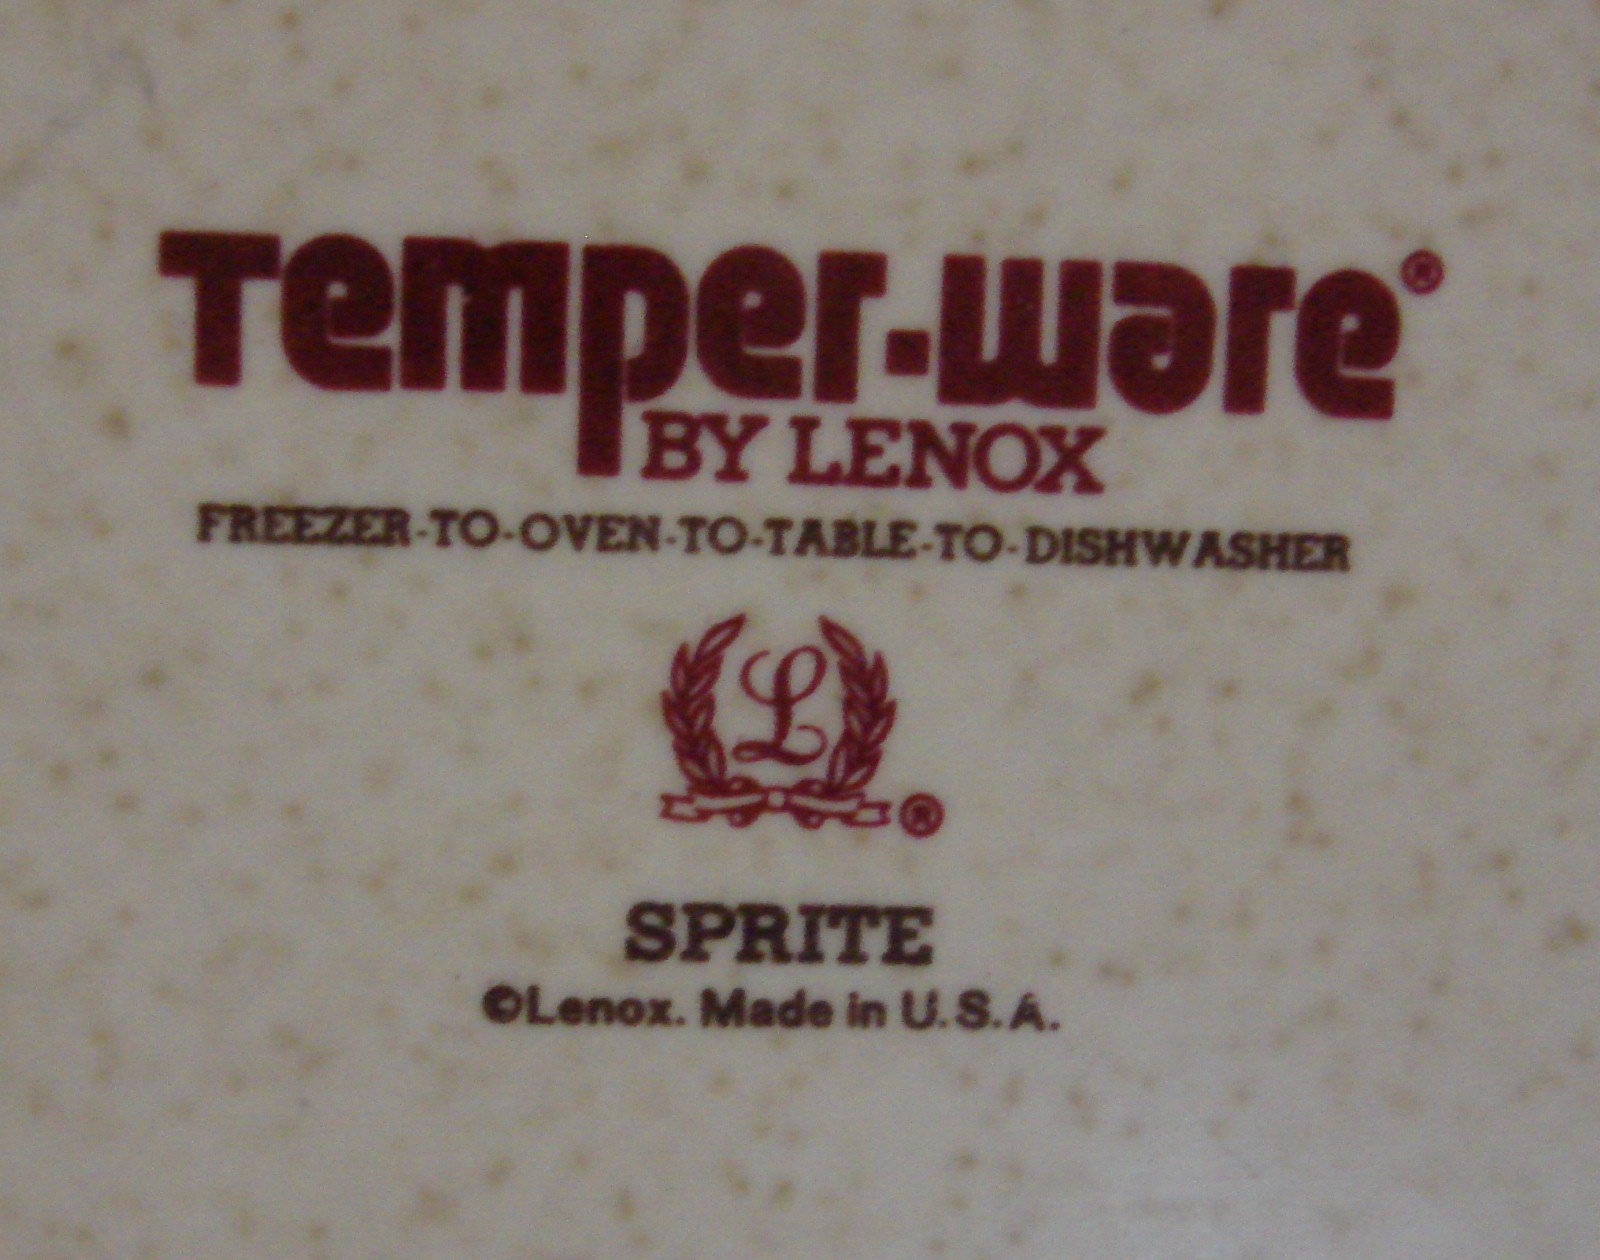 Temper-ware®
BY LENOX
FREEZER-TO-OVEN-TO-TABLE-TO-DISHWASHER
L
®
SPRITE
©Lenox. Made in U.S.A.